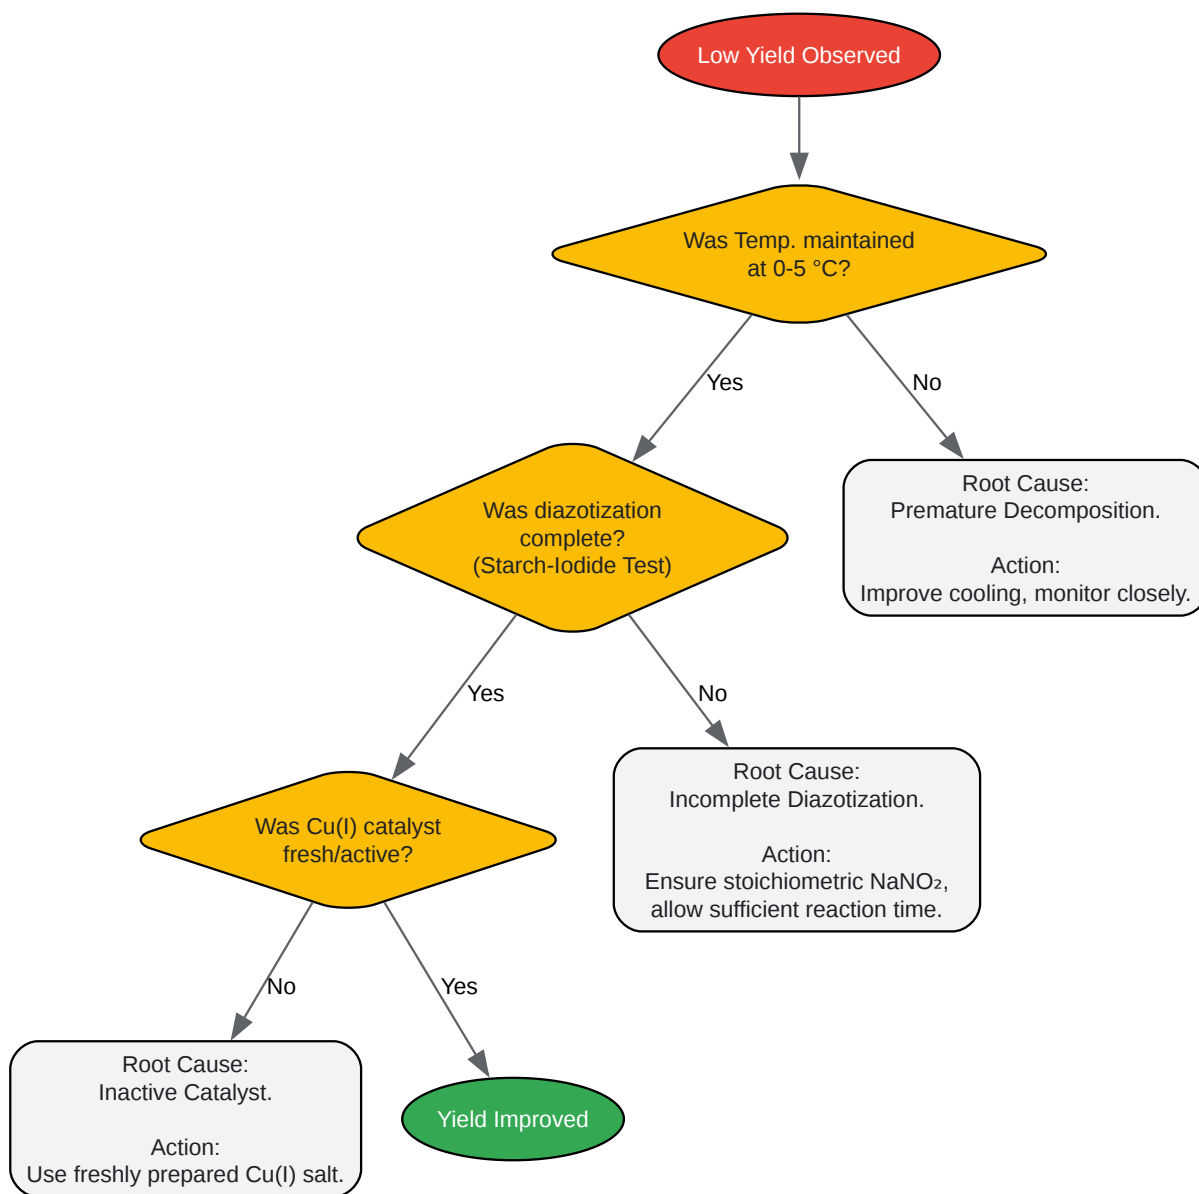 Low Yield Observed
Was Temp. maintained
at 0-5 °C?
Yes
No
Was diazotization
complete?
(Starch-Iodide Test)
Root Cause:
Premature Decomposition.
Action:
Improve cooling, monitor closely.
Yes
No
Was Cu(I) catalyst
fresh/active?
Root Cause:
Incomplete Diazotization.
Action:
Ensure stoichiometric NaNO₂,
allow sufficient reaction time.
No
Yes
Root Cause:
Inactive Catalyst.
Action:
Use freshly prepared Cu(I) salt.
Yield Improved